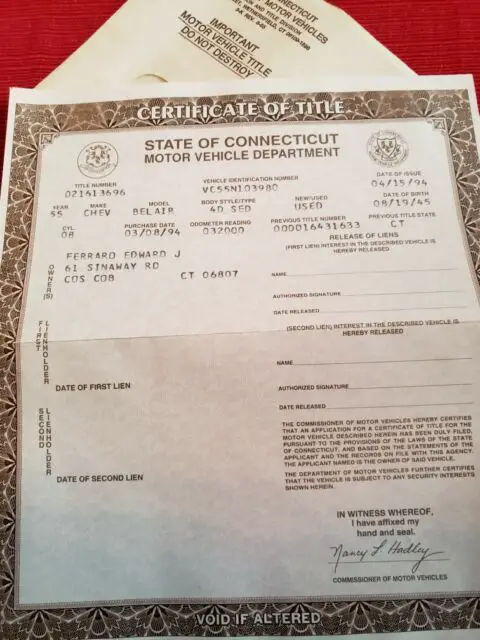 CONNECTICUT
MOTOR VEHICLES
AND TITLE DIVISION
WETHERSFIELD, CT
IMPORTANT
MOTOR VEHICLE TITLE
DO NOT DESTROY
CERTIFICATE OF TITLE
STATE OF CONNECTICUT
MOTOR VEHICLE DEPARTMENT
TITLE NUMBER VEHICLE IDENTIFICATION NUMBER DATE OF ISSUE
021613696 VC55N103980 04/15/94
YEAR MAKE MODEL BODY STYLE/TYPE NEW/USED DATE OF BIRTH
55 CHEV BELAIR 4D SED USED 08/19/45
CYL PURCHASE DATE ODOMETER READING PREVIOUS TITLE NUMBER PREVIOUS TITLE STATE
08 03/08/94 032000 000016431633 CT
OWNER(S)
FERRARO EDWARD J
61 SINAWAY RD
COS COB CT 06807
FIRST LIENHOLDER
DATE OF FIRST LIEN
SECOND LIENHOLDER
DATE OF SECOND LIEN
RELEASE OF LIENS
(FIRST LIEN) INTEREST IN THE DESCRIBED VEHICLE IS
HEREBY RELEASED
NAME
AUTHORIZED SIGNATURE
DATE RELEASED
(SECOND LIEN) INTEREST IN THE DESCRIBED VEHICLE IS
HEREBY RELEASED
NAME
AUTHORIZED SIGNATURE
DATE RELEASED
THE COMMISSIONER OF MOTOR VEHICLES HEREBY CERTIFIES
THAT AN APPLICATION FOR A CERTIFICATE OF TITLE FOR THE
MOTOR VEHICLE DESCRIBED HEREIN HAS BEEN DULY FILED,
PURSUANT TO THE PROVISIONS OF THE LAWS OF THE STATE
OF CONNECTICUT, AND BASED ON THE STATEMENTS OF THE
APPLICANT AND THE RECORDS ON FILE WITH THIS AGENCY,
THE APPLICANT NAMED IS THE OWNER OF SAID VEHICLE.
THE DEPARTMENT OF MOTOR VEHICLES FURTHER CERTIFIES
THAT THE VEHICLE IS SUBJECT TO ANY SECURITY INTERESTS
SHOWN HEREIN.
IN WITNESS WHEREOF,
I have affixed my
hand and seal.
Nancy L Hadley
COMMISSIONER OF MOTOR VEHICLES
VOID IF ALTERED